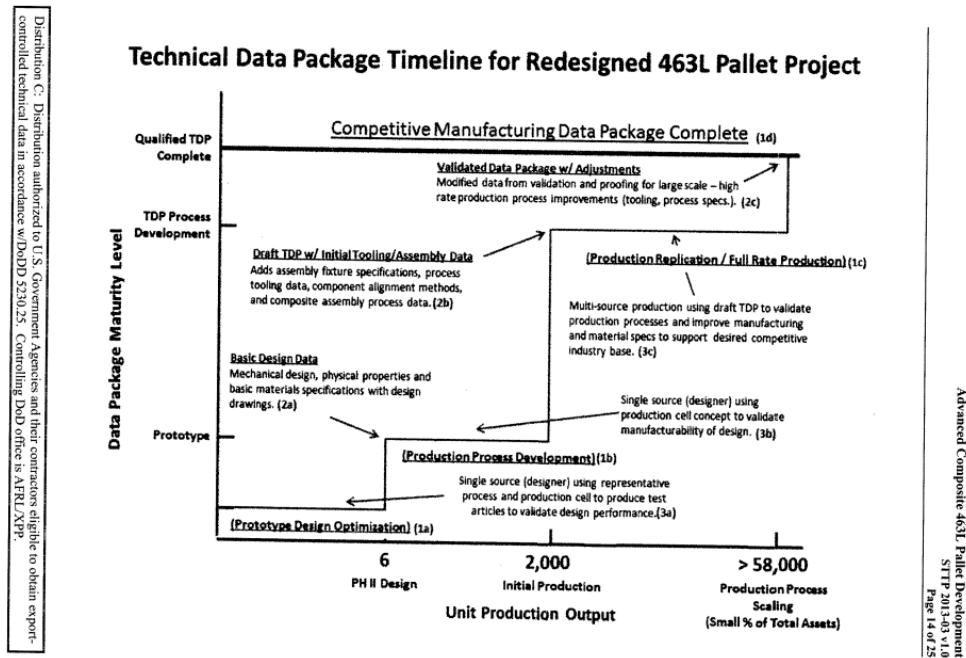 Distribution C: Distribution authorized to U.S. Government Agencies and their contractors eligible to obtain export-
controlled technical data in accordance w/DoDD 5230.25. Controlling DoD office is AFRL/XPP.
Technical Data Package Timeline for Redesigned 463L Pallet Project
Data Package Maturity Level
Qualified TDP
Complete
TDP Process
Development
Prototype
Competitive Manufacturing Data Package Complete (1d)
Validated Data Package w/ Adjustments
Modified data from validation and proofing for large scale – high
rate production process improvements (tooling, process specs.). (2c)
Draft TDP w/ Initial Tooling/Assembly Data
Adds assembly fixture specifications, process
tooling data, component alignment methods,
and composite assembly process data.(2b)
(Production Replication / Full Rate Production)(1c)
Multi-source production using draft TDP to validate
production processes and improve manufacturing
and material specs to support desired competitive
industry base. (3c)
Basic Design Data
Mechanical design, physical properties and
basic materials specifications with design
drawings. (2a)
Single source (designer) using
production cell concept to validate
manufacturability of design. (3b)
(Production Process Development)(1b)
Single source (designer) using representative
process and production cell to produce test
articles to validate design performance.(3a)
(Prototype Design Optimization) (1a)
6
PH II Design
2,000
Initial Production
> 58,000
Production Process
Scaling
(Small % of Total Assets)
Unit Production Output
Advanced Composite 463L Pallet Development
STTP 2013-03 v1.0
Page 14 of 25